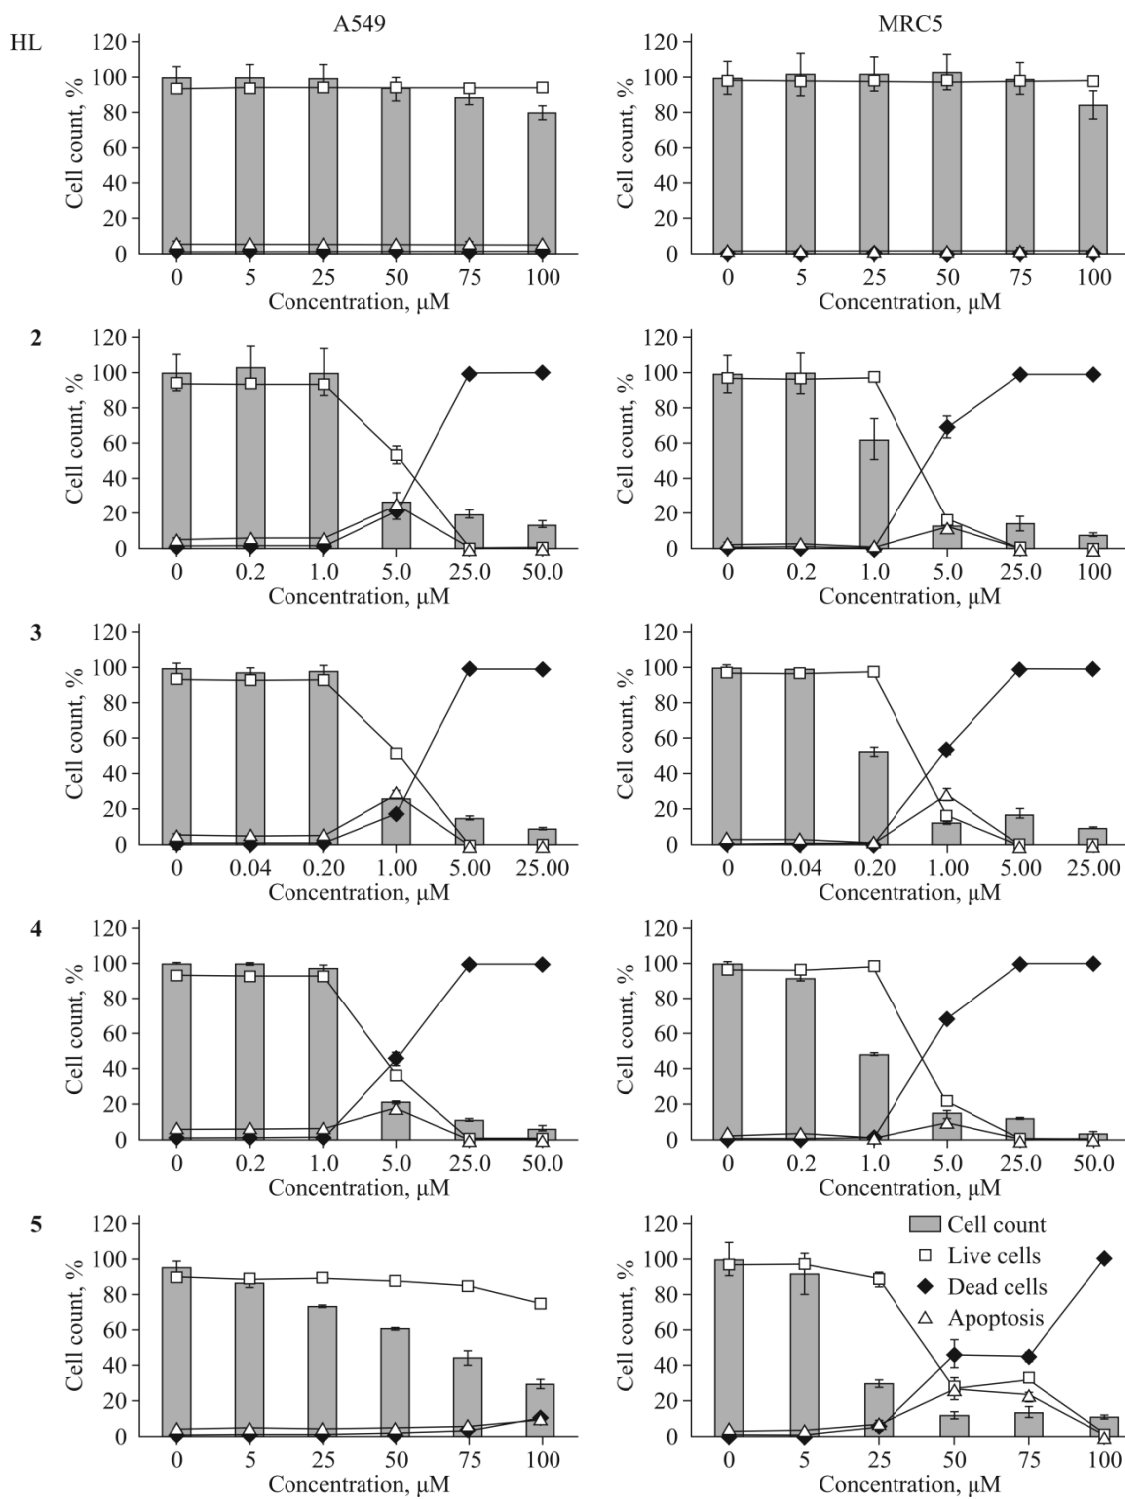 A549
MRC5
HL
Cell count, %
120
100
80
60
40
20
0
0 5 25 50 75 100
Concentration, μM
Cell count, %
120
100
80
60
40
20
0
0 5 25 50 75 100
Concentration, μM
2
Cell count, %
120
100
80
60
40
20
0
0 0.2 1.0 5.0 25.0 50.0
Concentration, μM
Cell count, %
120
100
80
60
40
20
0
0 0.2 1.0 5.0 25.0 100
Concentration, μM
3
Cell count, %
120
100
80
60
40
20
0
0 0.04 0.20 1.00 5.00 25.00
Concentration, μM
Cell count, %
120
100
80
60
40
20
0
0 0.04 0.20 1.00 5.00 25.00
Concentration, μM
4
Cell count, %
120
100
80
60
40
20
0
0 0.2 1.0 5.0 25.0 50.0
Concentration, μM
Cell count, %
120
100
80
60
40
20
0
0 0.2 1.0 5.0 25.0 50.0
Concentration, μM
5
Cell count, %
120
100
80
60
40
20
0
0 5 25 50 75 100
Concentration, μM
Cell count, %
120
100
80
60
40
20
0
0 5 25 50 75 100
Concentration, μM
Cell count
Live cells
Dead cells
Apoptosis